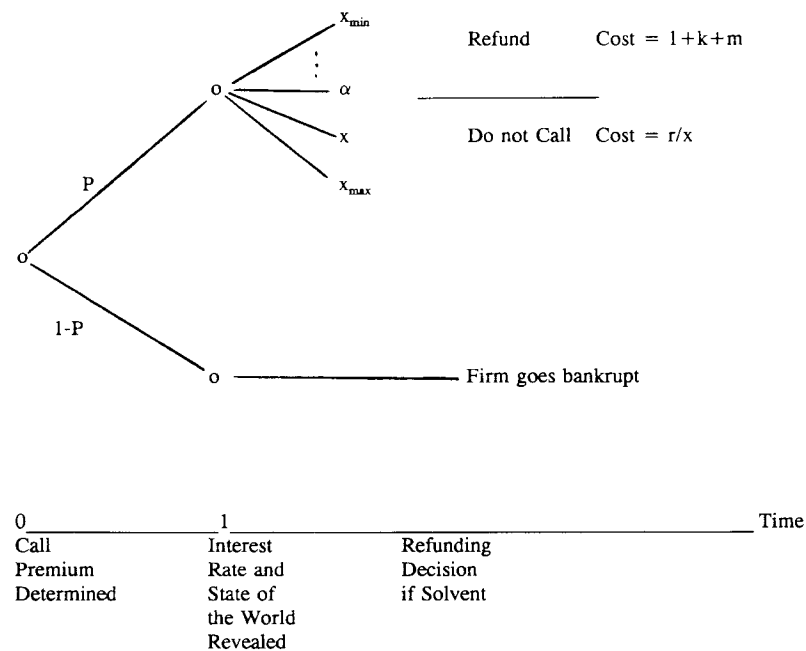 x_min
Refund Cost = 1+k+m
o α
x
Do not Call Cost = r/x
x_max
P
o
1-P
o Firm goes bankrupt
0 1 Time
Call Interest Refunding
Premium Rate and Decision
Determined State of if Solvent
the World
Revealed